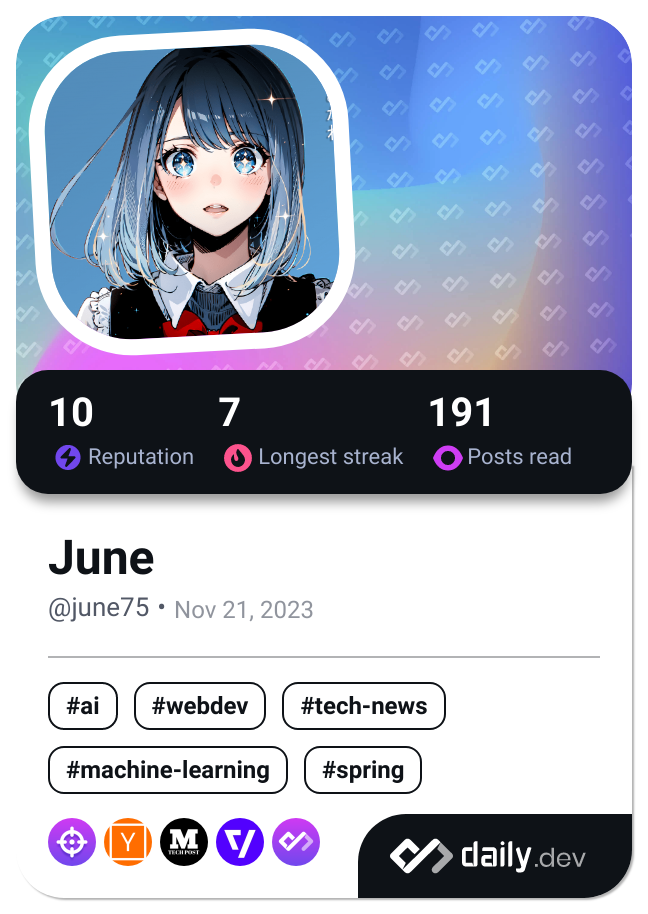 10
7
191
Reputation
Longest streak
Posts read
June
@june75 • Nov 21, 2023
#ai
#webdev
#tech-news
#machine-learning
#spring
Y
M
TECH POST
daily.dev